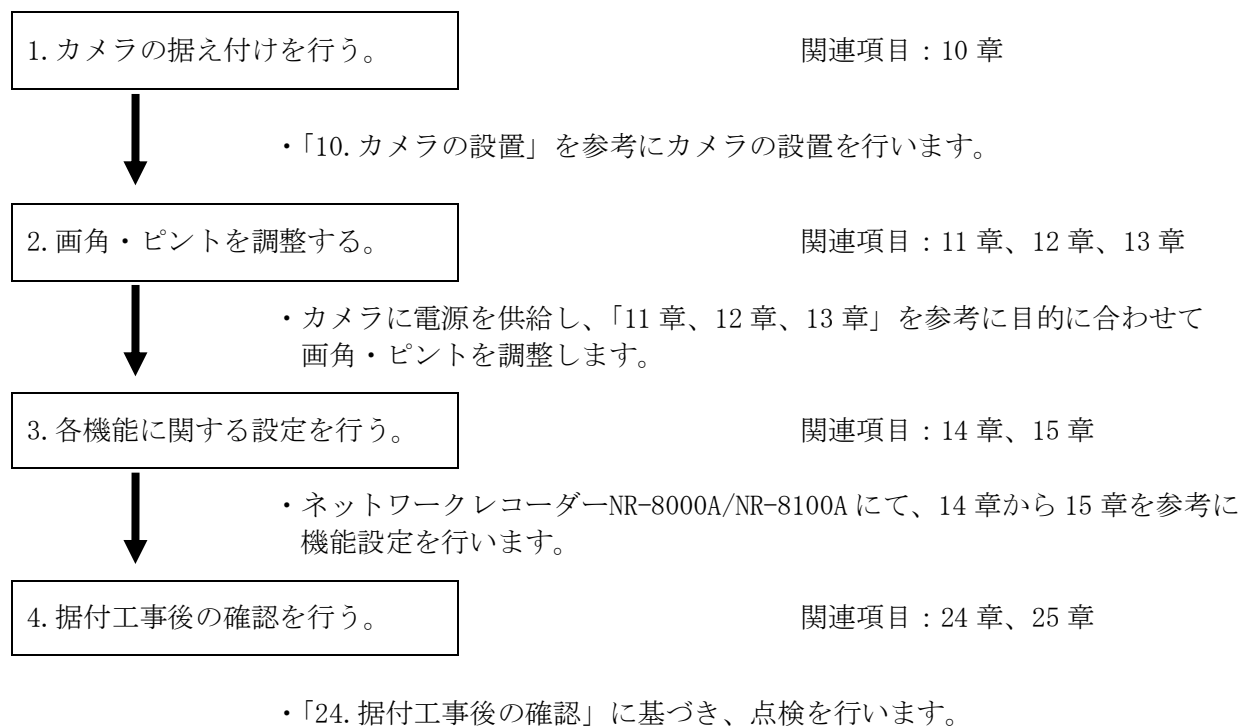 1.カメラの据え付けを行う。
関連項目：10 章
・「10.カメラの設置」を参考にカメラの設置を行います。
2.画角・ピントを調整する。
関連項目：11 章、12 章、13 章
・カメラに電源を供給し、「11 章、12 章、13 章」を参考に目的に合わせて
画角・ピントを調整します。
3.各機能に関する設定を行う。
関連項目：14 章、15 章
・ネットワークレコーダーNR-8000A/NR-8100A にて、14 章から 15 章を参考に
機能設定を行います。
4.据付工事後の確認を行う。
関連項目：24 章、25 章
・「24.据付工事後の確認」に基づき、点検を行います。